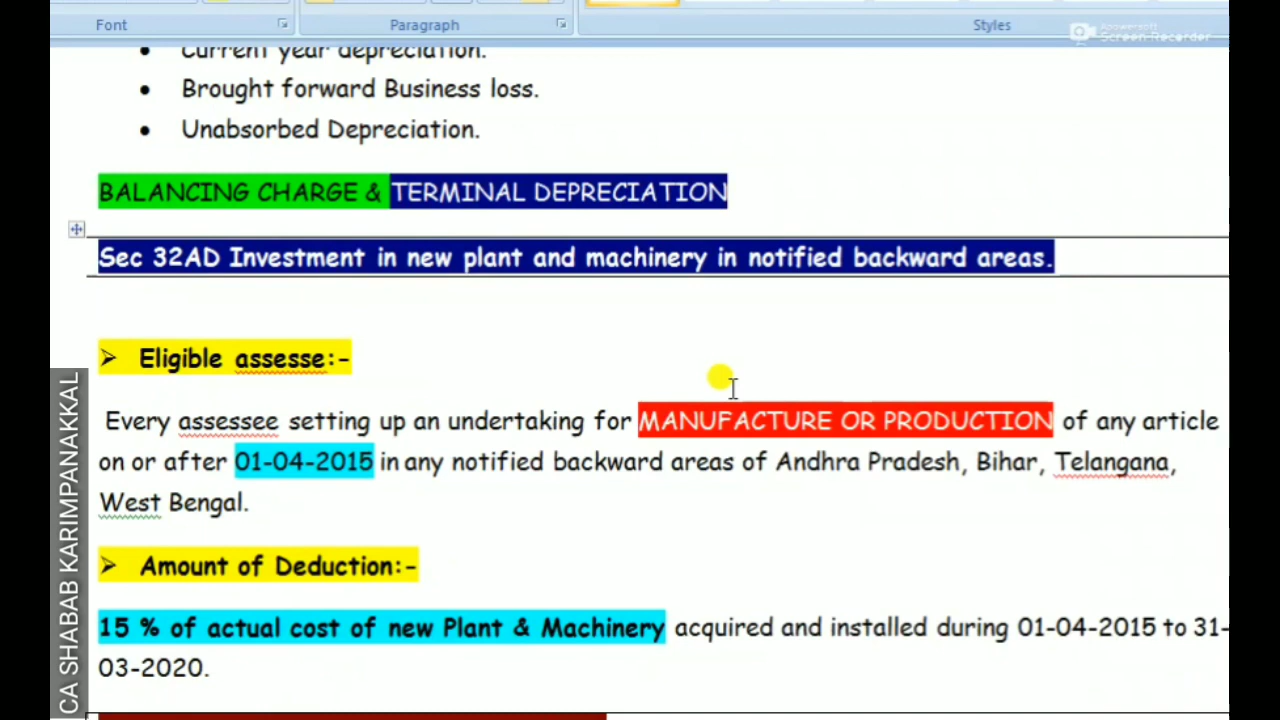 Font
Paragraph
Styles
Apowersoft
Screen Recorder
• Current year depreciation.
• Brought forward Business loss.
• Unabsorbed Depreciation.
BALANCING CHARGE & TERMINAL DEPRECIATION
Sec 32AD Investment in new plant and machinery in notified backward areas.
➢ Eligible assesse:-
Every assessee setting up an undertaking for MANUFACTURE OR PRODUCTION of any article
on or after 01-04-2015 in any notified backward areas of Andhra Pradesh, Bihar, Telangana,
West Bengal.
➢ Amount of Deduction:-
15 % of actual cost of new Plant & Machinery acquired and installed during 01-04-2015 to 31-
03-2020.
CA SHABAB KARIMPANAKKAL